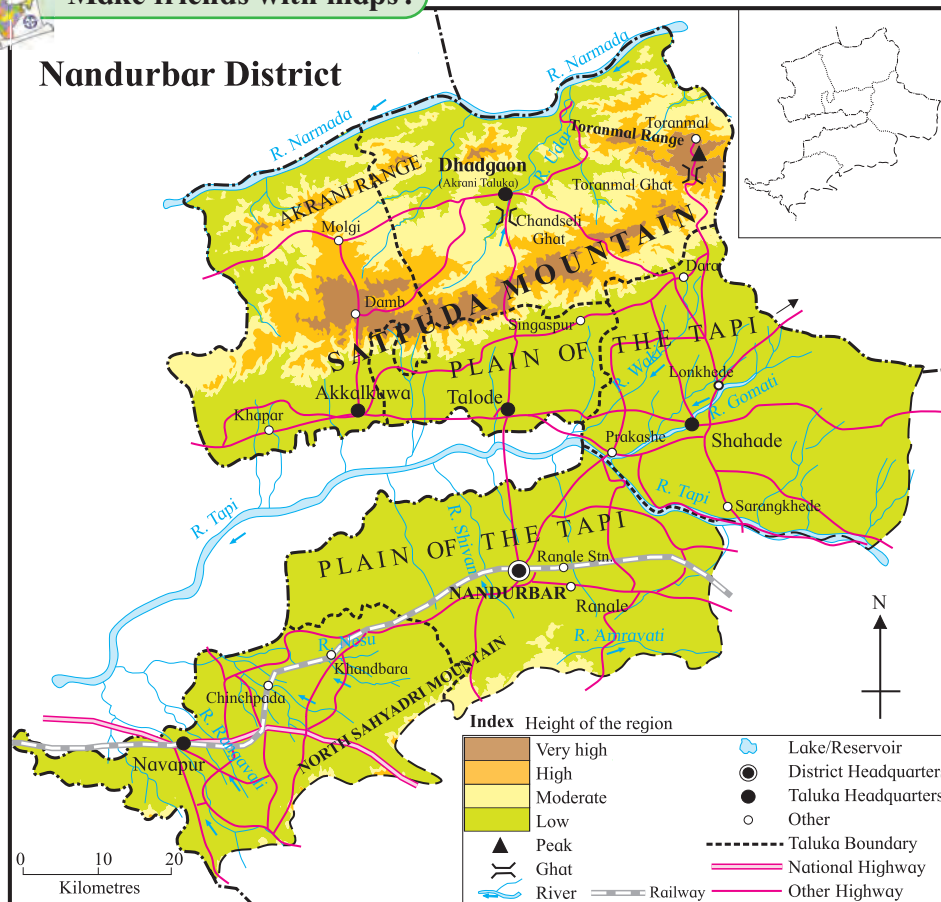 Make friends with maps!
Nandurbar District
R. Narmada
R. Narmada
Toranmal
Toranmal Range
R. Udai
Dhadgaon
(Akrani Taluka)
AKRANI RANGE
Toranmal Ghat
Molgi
Chandseli
Ghat
Dara
Damb
SATPUDA MOUNTAIN
Singaspur
PLAIN OF THE TAPI
R. Waki
Lonkhede
R. Gomati
Akkalkuwa
Talode
Khapar
Prakashe
Shahade
R. Tapi
R. Tapi
Sarangkhede
R. Shivan
PLAIN OF THE TAPI
Ranale Stn.
NANDURBAR
Ranale
R. Nesu
R. Amravati
Khandbara
Chinchpada
NORTH SAHYADRI MOUNTAIN
R. Rangavali
Navapur
N
Index Height of the region
Very high
High
Moderate
Low
Peak
Ghat
River
Railway
Lake/Reservoir
District Headquarter
Taluka Headquarters
Other
Taluka Boundary
National Highway
Other Highway
0 10 20
Kilometres